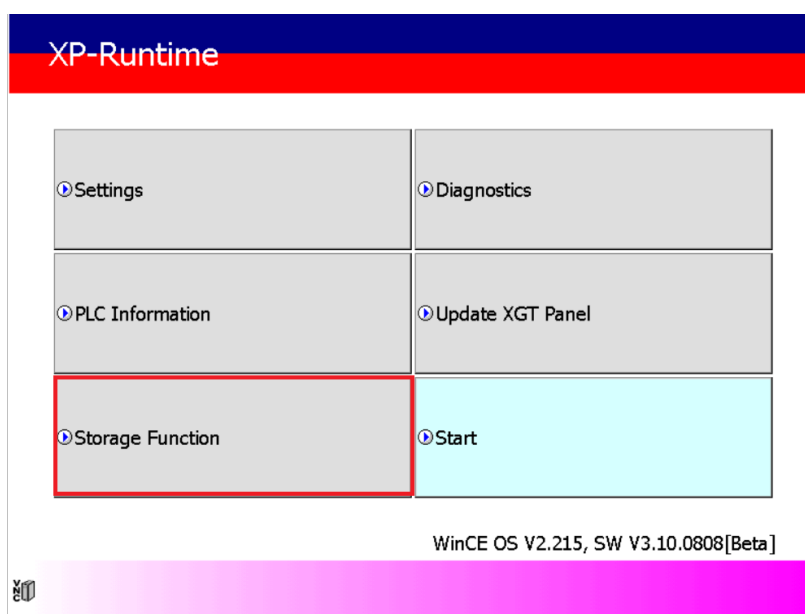 XP-Runtime
Settings
Diagnostics
PLC Information
Update XGT Panel
Storage Function
Start
WinCE OS V2.215, SW V3.10.0808[Beta]
VNC